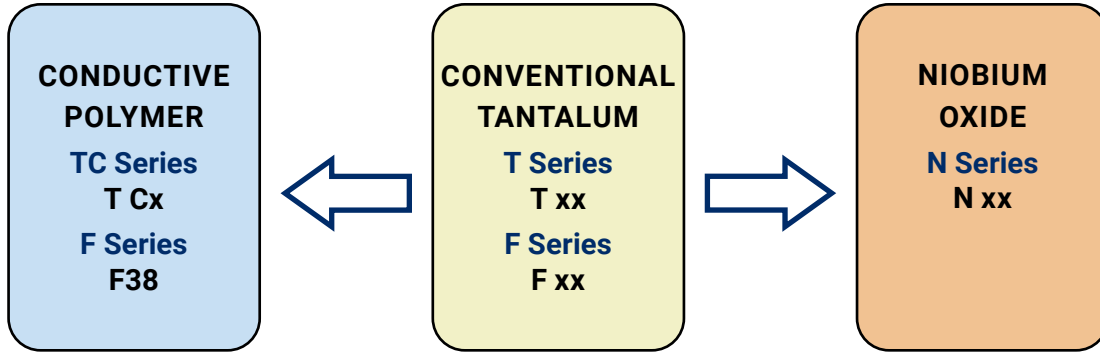 CONDUCTIVE
POLYMER
TC Series
T Cx
F Series
F38
CONVENTIONAL
TANTALUM
T Series
T xx
F Series
F xx
NIOBIUM
OXIDE
N Series
N xx